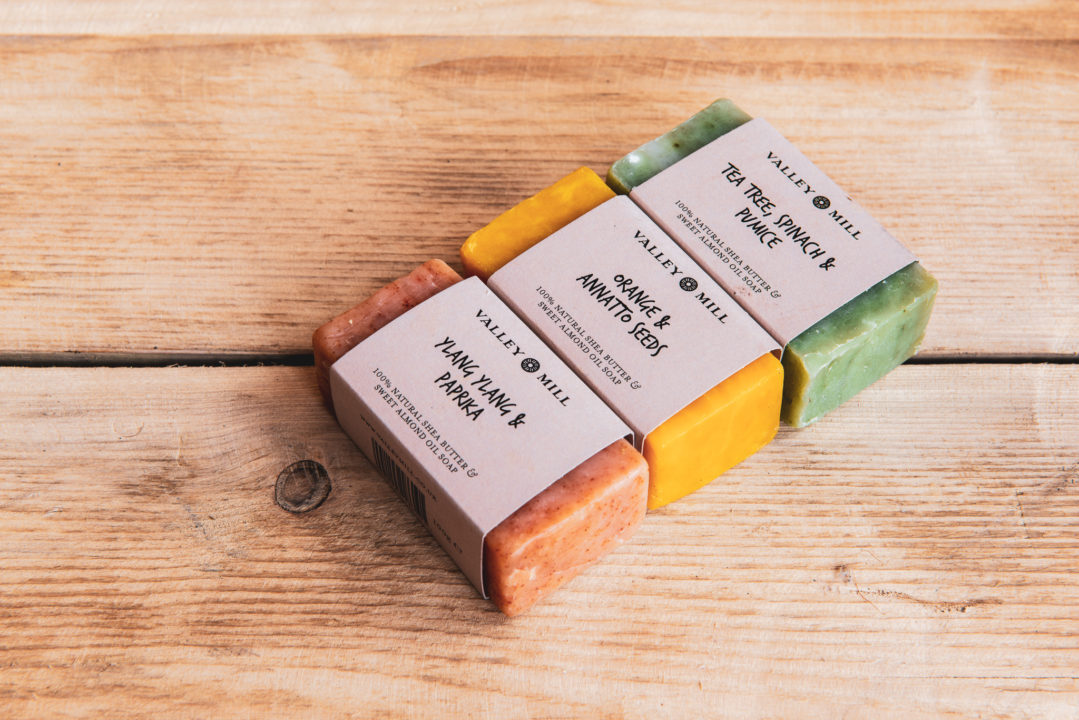 VALLEY MILL
TEA TREE, SPINACH &
PUMICE
100% NATURAL SHEA BUTTER &
SWEET ALMOND OIL SOAP
VALLEY MILL
ORANGE &
ANNATTO SEEDS
100% NATURAL SHEA BUTTER &
SWEET ALMOND OIL SOAP
VALLEY MILL
YLANG YLANG &
PAPRIKA
100% NATURAL SHEA BUTTER &
SWEET ALMOND OIL SOAP